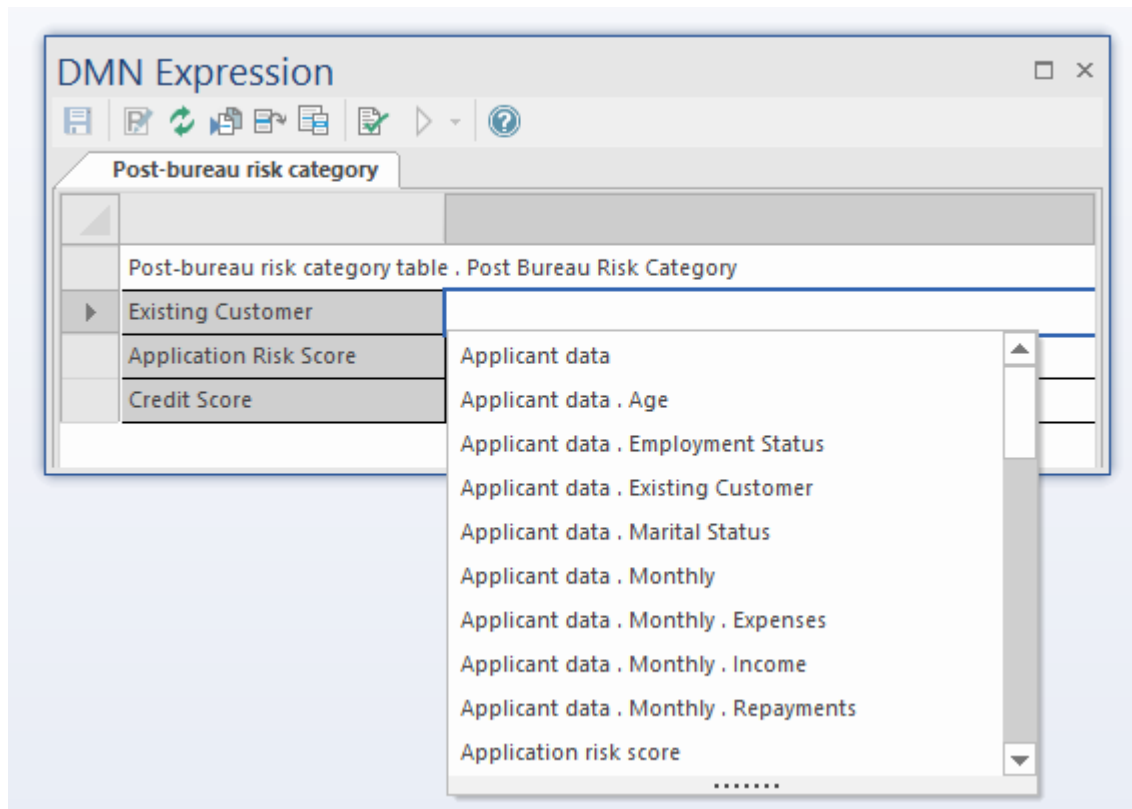 DMN Expression
Post-bureau risk category
Post-bureau risk category table . Post Bureau Risk Category
Existing Customer
Application Risk Score
Credit Score
Applicant data
Applicant data . Age
Applicant data . Employment Status
Applicant data . Existing Customer
Applicant data . Marital Status
Applicant data . Monthly
Applicant data . Monthly . Expenses
Applicant data . Monthly . Income
Applicant data . Monthly . Repayments
Application risk score